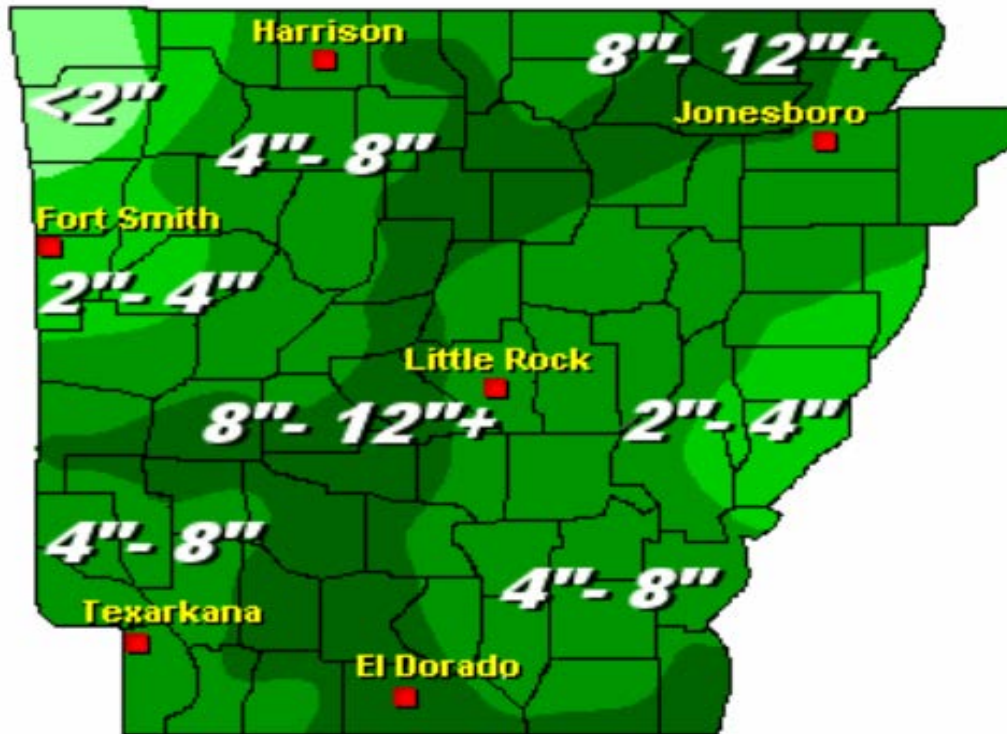 Harrison
8"- 12"+
<2"
Jonesboro
4"- 8"
Fort Smith
2"- 4"
Little Rock
8"- 12"+
2"- 4"
4"- 8"
4"- 8"
Texarkana
El Dorado